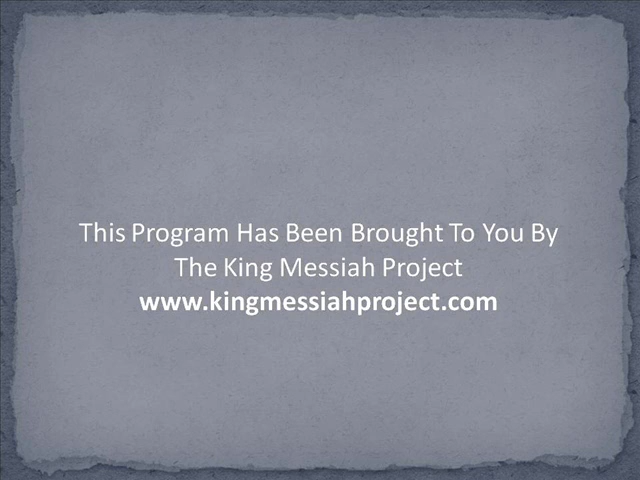 This Program Has Been Brought To You By
The King Messiah Project
www.kingmessiahproject.com